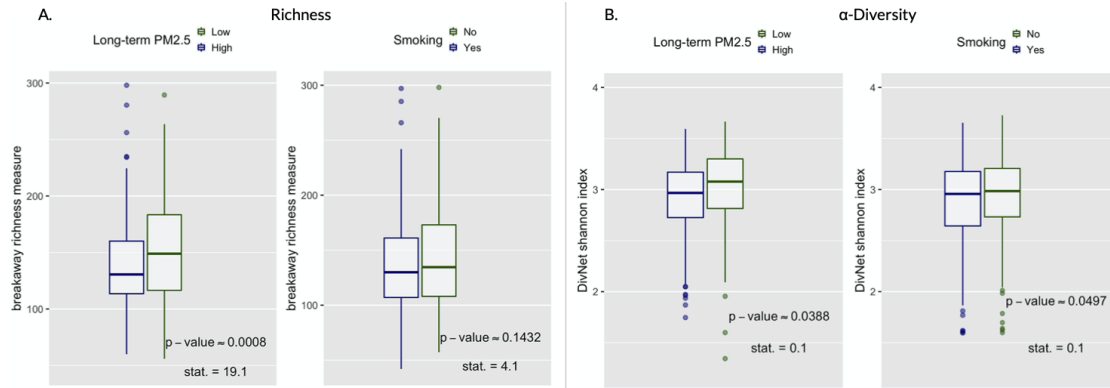 A.
Richness
Long-term PM2.5
Low
High
Smoking
No
Yes
breakaway richness measure
300
200
100
p – value ≈ 0.0008
stat. = 19.1
breakaway richness measure
300
200
100
p – value ≈ 0.1432
stat. = 4.1
B.
α-Diversity
Long-term PM2.5
Low
High
Smoking
No
Yes
DivNet shannon index
4
3
2
p – value ≈ 0.0388
stat. = 0.1
DivNet shannon index
4
3
2
p – value ≈ 0.0497
stat. = 0.1